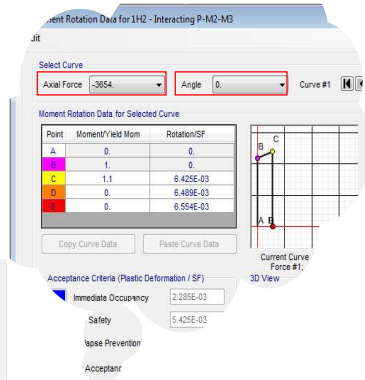 Moment Rotation Data for 1H2 - Interacting P-M2-M3
dit
Select Curve
Axial Force -3654. Angle 0. Curve #1
Moment Rotation Data for Selected Curve
Point Moment/Yield Mom Rotation/SF
A 0. 0.
B 1. 0.
C 1.1 6.425E-03
D 0. 6.489E-03
E 0. 6.554E-03
B C
A E
Copy Curve Data Paste Curve Data
Current Curve
Force #1;
Acceptance Criteria (Plastic Deformation / SF) 3D View
Immediate Occupancy 2.285E-03
Safety 5.425E-03
lapse Prevention
Acceptanc